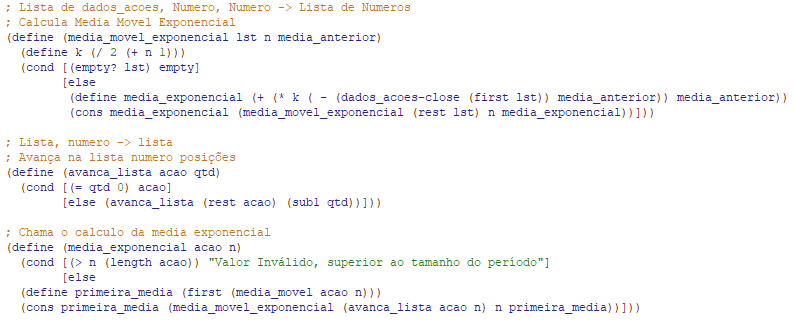 ; Lista de dados_acoes, Numero, Numero -> Lista de Numeros
; Calcula Media Movel Exponencial
(define (media_movel_exponencial lst n media_anterior)
  (define k (/ 2 (+ n 1)))
  (cond [(empty? lst) empty]
        [else
         (define media_exponencial (+ (* k ( - (dados_acoes-close (first lst)) media_anterior)) media_anterior))
         (cons media_exponencial (media_movel_exponencial (rest lst) n media_exponencial))]))

; Lista, numero -> lista
; Avança na lista numero posições
(define (avanca_lista acao qtd)
  (cond [(= qtd 0) acao]
        [else (avanca_lista (rest acao) (sub1 qtd))]))

; Chama o calculo da media exponencial
(define (media_exponencial acao n)
  (cond [(> n (length acao)) "Valor Inválido, superior ao tamanho do período"]
        [else
  (define primeira_media (first (media_movel acao n)))
  (cons primeira_media (media_movel_exponencial (avanca_lista acao n) n primeira_media))]))